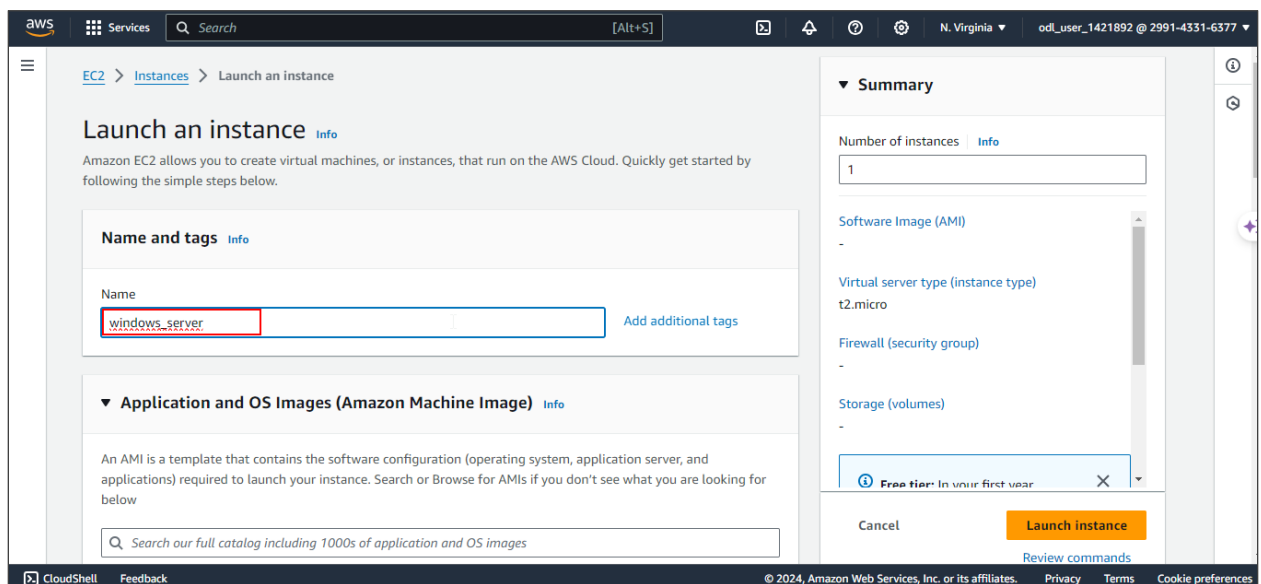 aws
Services
Search
[Alt+S]
N. Virginia ▼
odl_user_1421892 @ 2991-4331-6377 ▼
EC2 > Instances > Launch an instance
Launch an instance Info
Amazon EC2 allows you to create virtual machines, or instances, that run on the AWS Cloud. Quickly get started by
following the simple steps below.
Name and tags Info
Name
windows_server
Add additional tags
▼ Application and OS Images (Amazon Machine Image) Info
An AMI is a template that contains the software configuration (operating system, application server, and
applications) required to launch your instance. Search or Browse for AMIs if you don't see what you are looking for
below
Search our full catalog including 1000s of application and OS images
▼ Summary
Number of instances Info
1
Software Image (AMI)
-
Virtual server type (instance type)
t2.micro
Firewall (security group)
-
Storage (volumes)
-
Free tier: In your first year
Cancel
Launch instance
Review commands
CloudShell Feedback
© 2024, Amazon Web Services, Inc. or its affiliates. Privacy Terms Cookie preferences